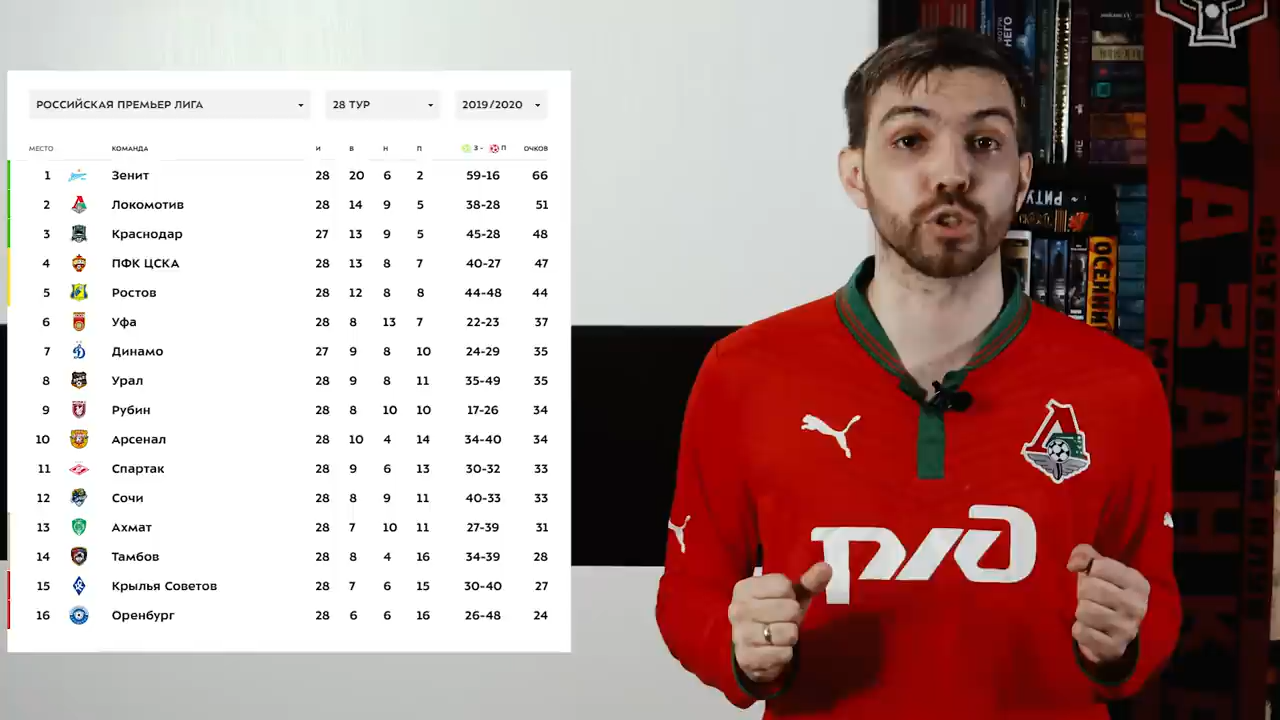 РОССИЙСКАЯ ПРЕМЬЕР ЛИГА 28 ТУР 2019/2020
МЕСТО КОМАНДА И В Н П З - П ОЧКОВ
1 Зенит 28 20 6 2 59-16 66
2 Локомотив 28 14 9 5 38-28 51
3 Краснодар 27 13 9 5 45-28 48
4 ПФК ЦСКА 28 13 8 7 40-27 47
5 Ростов 28 12 8 8 44-48 44
6 Уфа 28 8 13 7 22-23 37
7 Динамо 27 9 8 10 24-29 35
8 Урал 28 9 8 11 35-49 35
9 Рубин 28 8 10 10 17-26 34
10 Арсенал 28 10 4 14 34-40 34
11 Спартак 28 9 6 13 30-32 33
12 Сочи 28 8 9 11 40-33 33
13 Ахмат 28 7 10 11 27-39 31
14 Тамбов 28 8 4 16 34-39 28
15 Крылья Советов 28 7 6 15 30-40 27
16 Оренбург 28 6 6 16 26-48 24
НЕГО
РИТУ
ОСЕННИ
КАЗАНКА
ФУТБОЛЬНЫЙ КЛУБ
ржд